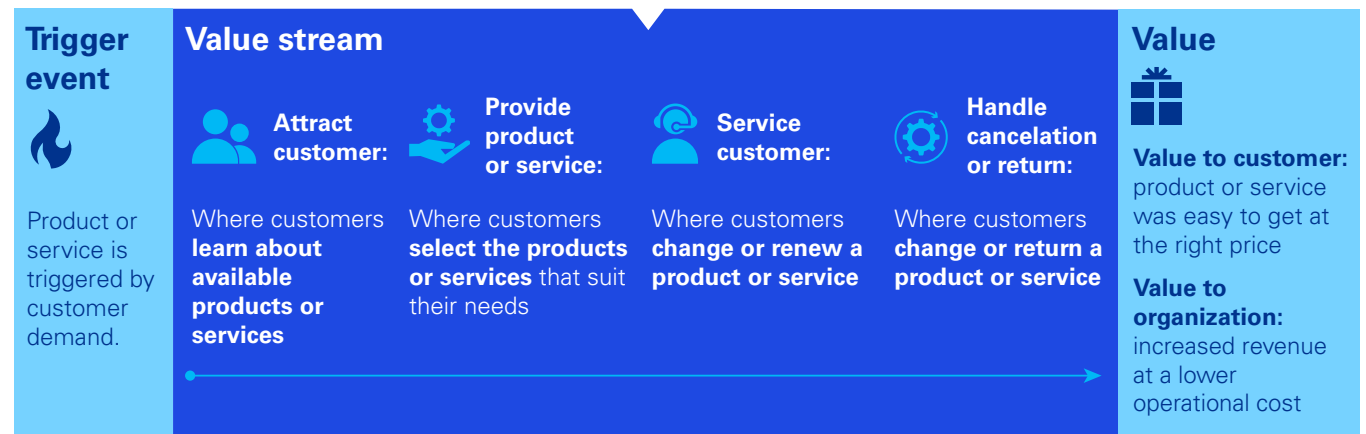 Trigger
event
Product or
service is
triggered by
customer
demand.
Value stream
Attract
customer:
Where customers
learn about
available
products or
services
Provide
product
or service:
Where customers
select the products
or services that suit
their needs
Service
customer:
Where customers
change or renew a
product or service
Handle
cancelation
or return:
Where customers
change or return a
product or service
Value
Value to customer:
product or service
was easy to get at
the right price
Value to
organization:
increased revenue
at a lower
operational cost